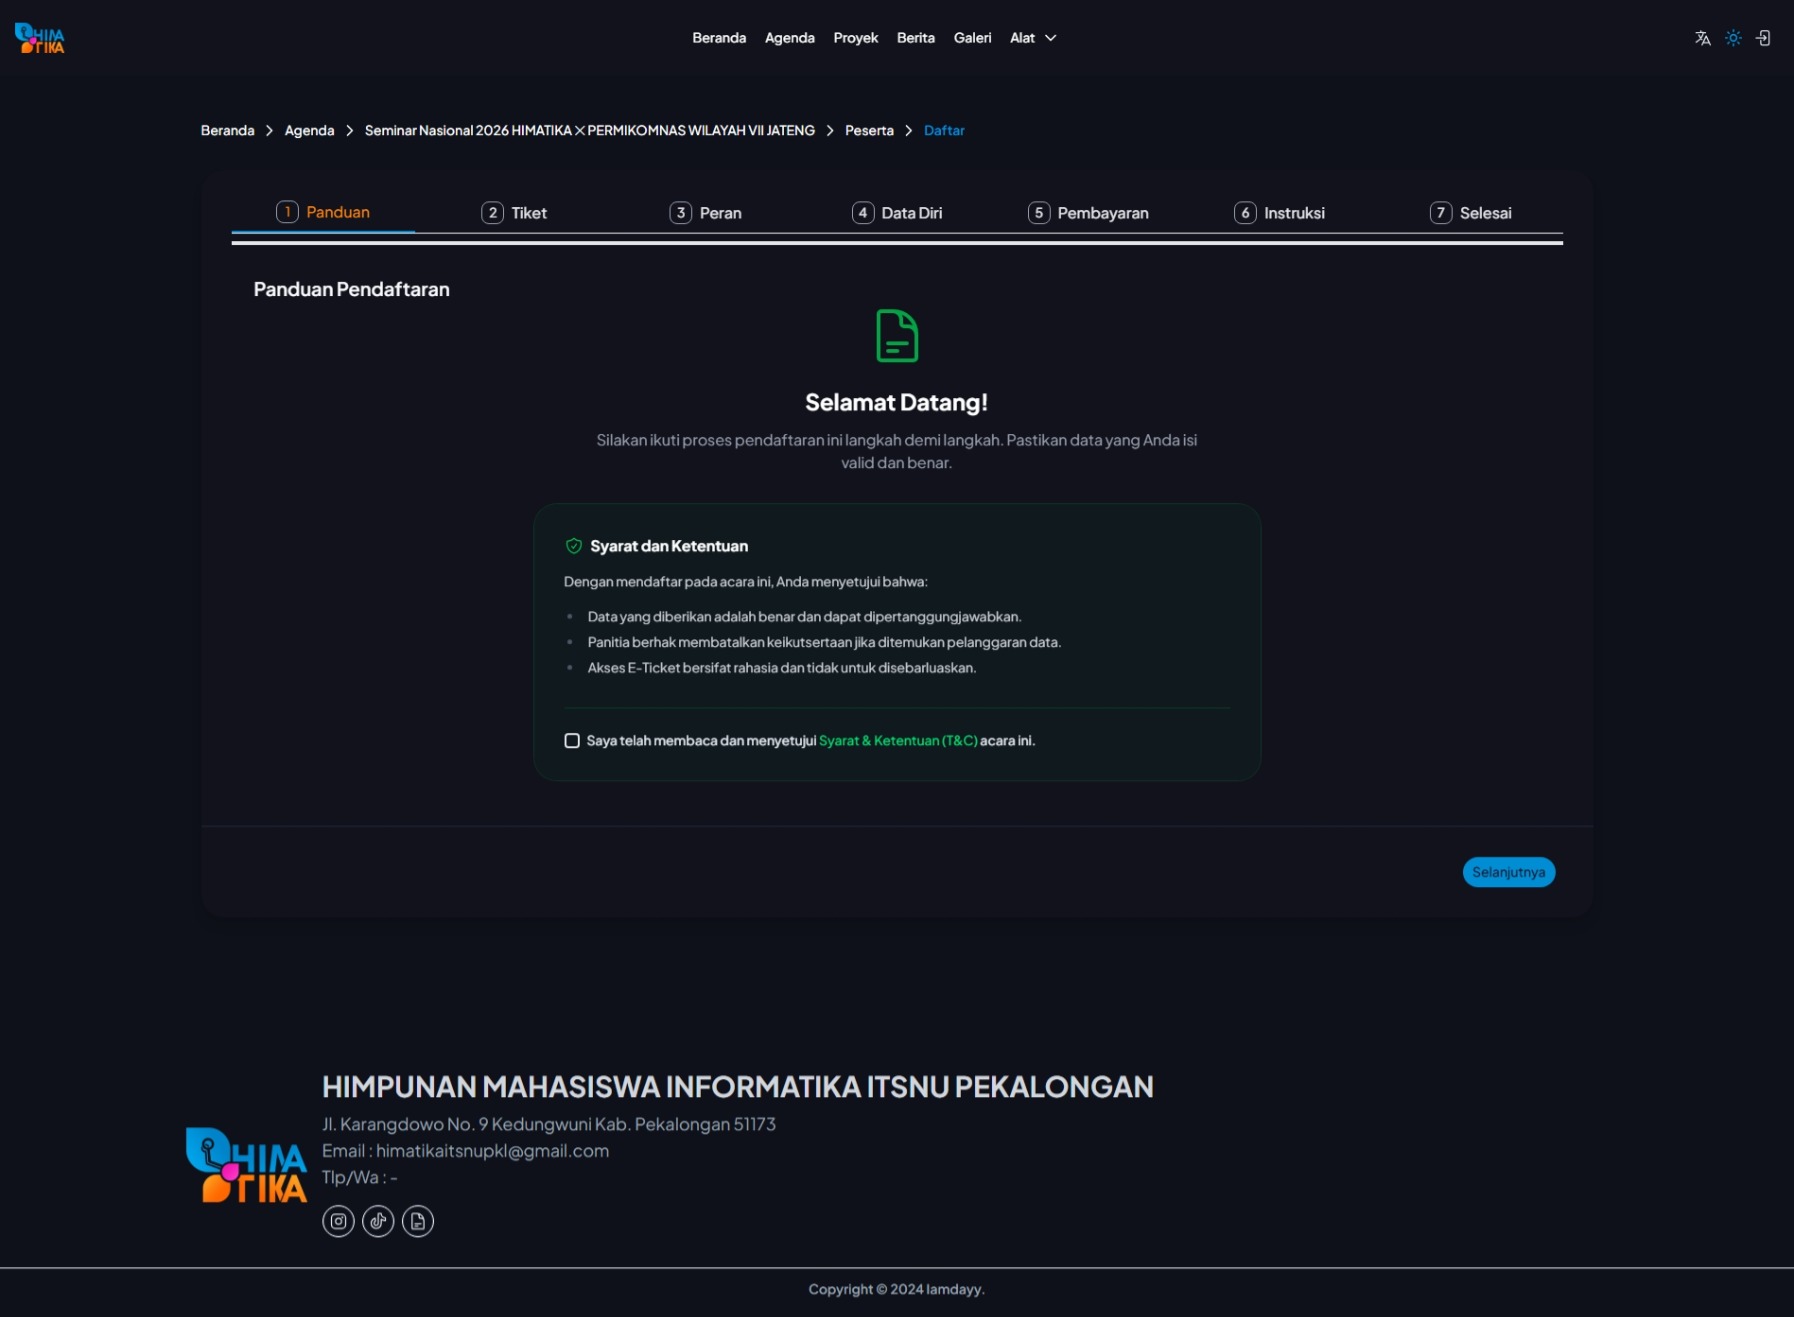 HIMA
TIKA
Beranda Agenda Proyek Berita Galeri Alat
Beranda > Agenda > Seminar Nasional 2026 HIMATIKA X PERMIKOMNAS WILAYAH VII JATENG > Peserta > Daftar
1 Panduan 2 Tiket 3 Peran 4 Data Diri 5 Pembayaran 6 Instruksi 7 Selesai
Panduan Pendaftaran
Selamat Datang!
Silakan ikuti proses pendaftaran ini langkah demi langkah. Pastikan data yang Anda isi
valid dan benar.
Syarat dan Ketentuan
Dengan mendaftar pada acara ini, Anda menyetujui bahwa:
• Data yang diberikan adalah benar dan dapat dipertanggungjawabkan.
• Panitia berhak membatalkan keikutsertaan jika ditemukan pelanggaran data.
• Akses E-Ticket bersifat rahasia dan tidak untuk disebarluaskan.
Saya telah membaca dan menyetujui Syarat & Ketentuan (T&C) acara ini.
Selanjutnya
HIMPUNAN MAHASISWA INFORMATIKA ITSNU PEKALONGAN
Jl. Karangdowo No. 9 Kedungwuni Kab. Pekalongan 51173
Email : himatikaitsnupkl@gmail.com
Tlp/Wa : -
HIMA
TIKA
Copyright © 2024 Iamdayy.